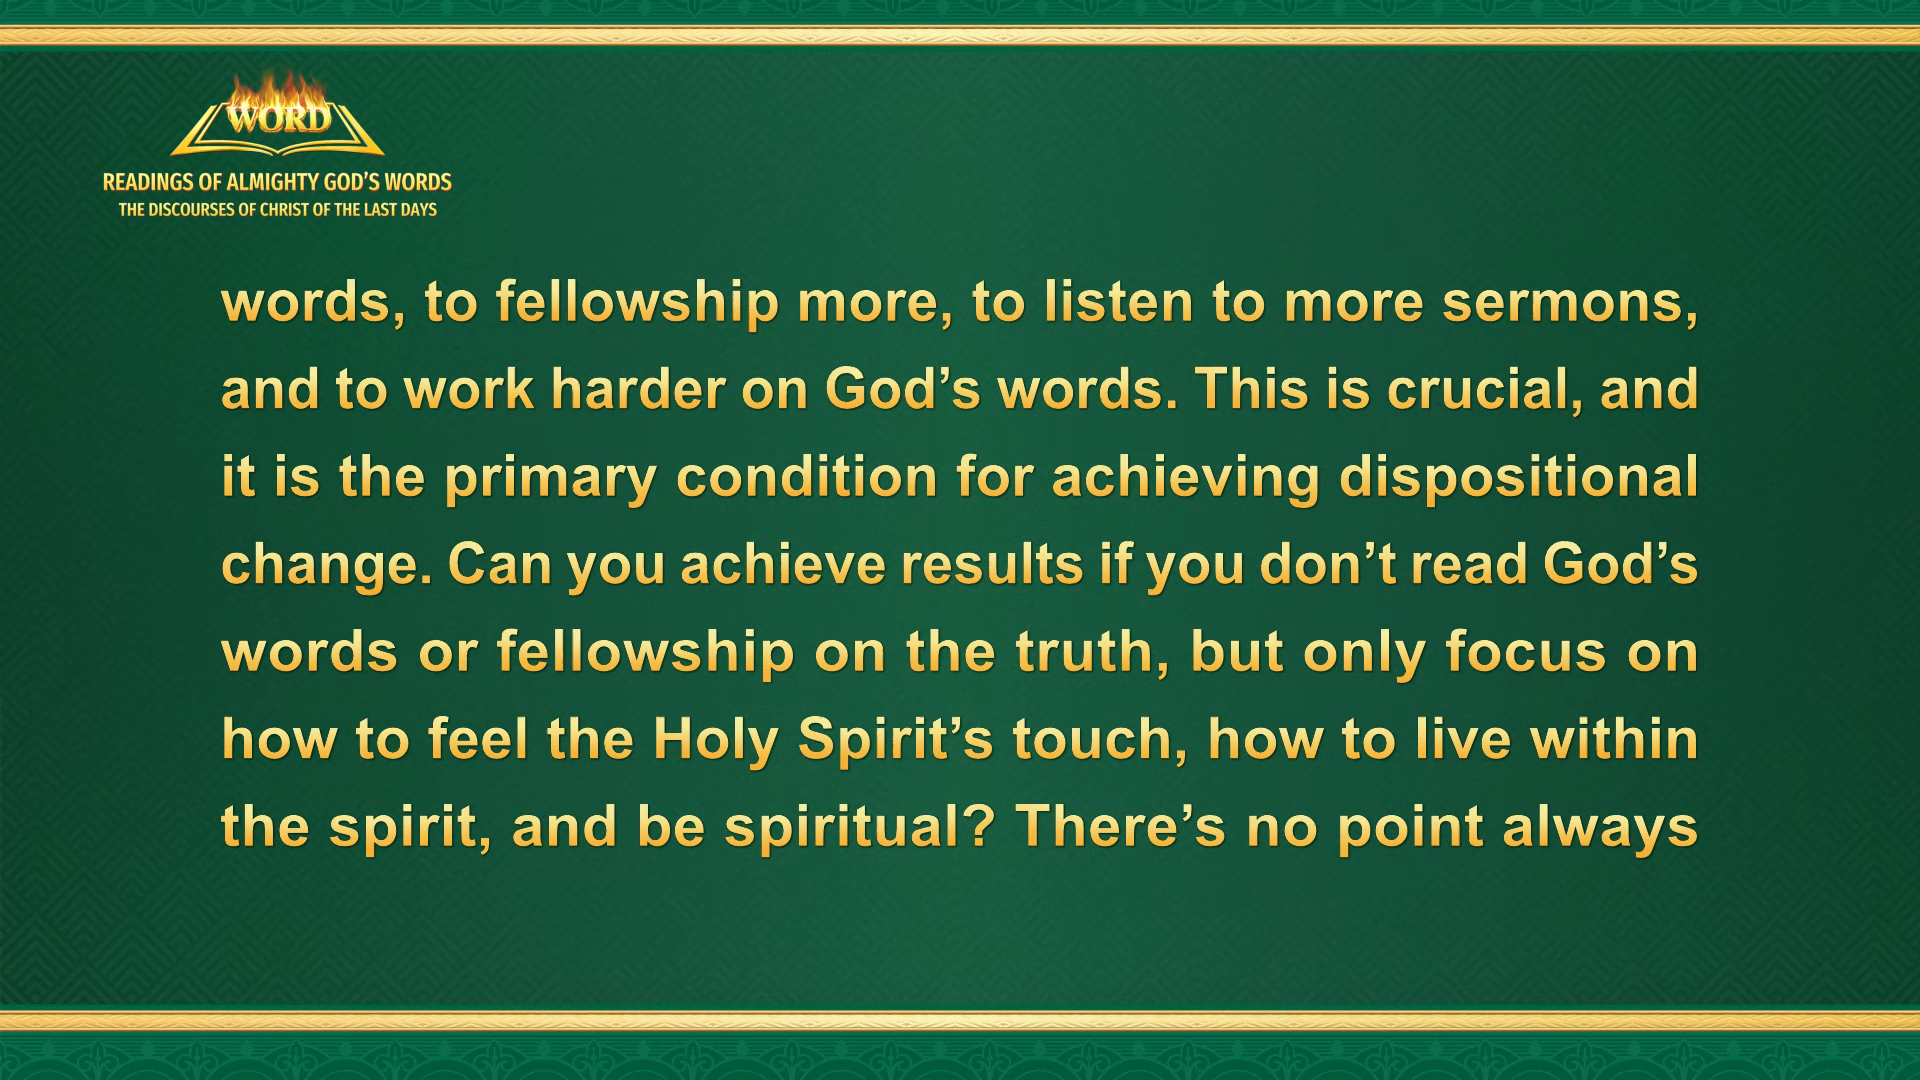 WORD
READINGS OF ALMIGHTY GOD’S WORDS
THE DISCOURSES OF CHRIST OF THE LAST DAYS
words, to fellowship more, to listen to more sermons,
and to work harder on God’s words. This is crucial, and
it is the primary condition for achieving dispositional
change. Can you achieve results if you don’t read God’s
words or fellowship on the truth, but only focus on
how to feel the Holy Spirit’s touch, how to live within
the spirit, and be spiritual? There’s no point always